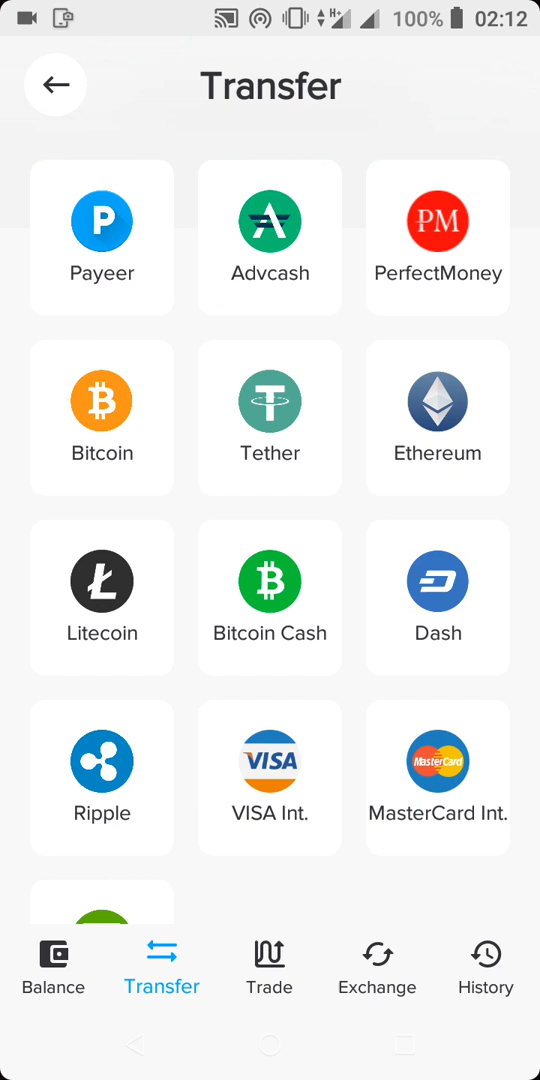 H+ 100% 02:12
Transfer
P
Payeer
Advcash
PM
PerfectMoney
Bitcoin
Tether
Ethereum
Litecoin
Bitcoin Cash
Dash
Ripple
VISA
VISA Int.
MasterCard
MasterCard Int.
Balance
Transfer
Trade
Exchange
History